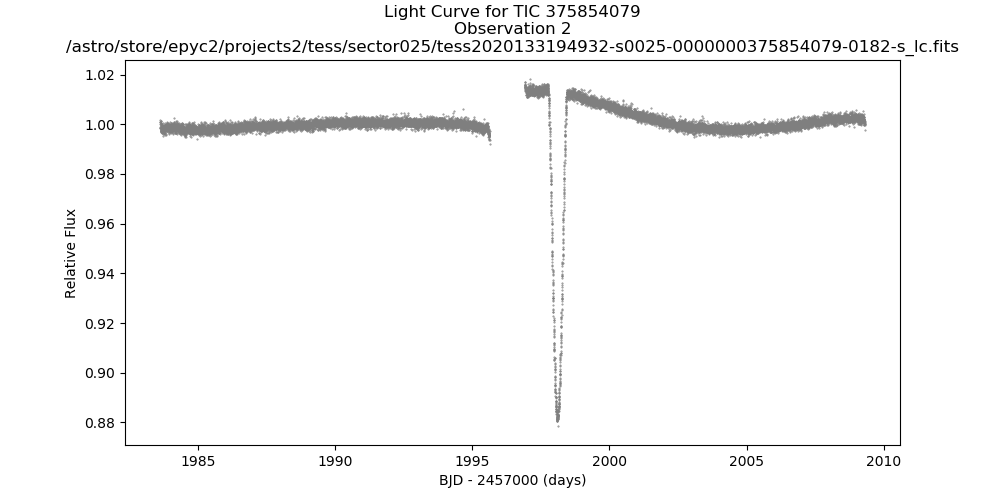 Light Curve for TIC 375854079
Observation 2
/astro/store/epyc2/projects2/tess/sector025/tess2020133194932-s0025-0000000375854079-0182-s_lc.fits
1.02
1.00
0.98
0.96
0.94
0.92
0.90
0.88
Relative Flux
1985 1990 1995 2000 2005 2010
BJD - 2457000 (days)